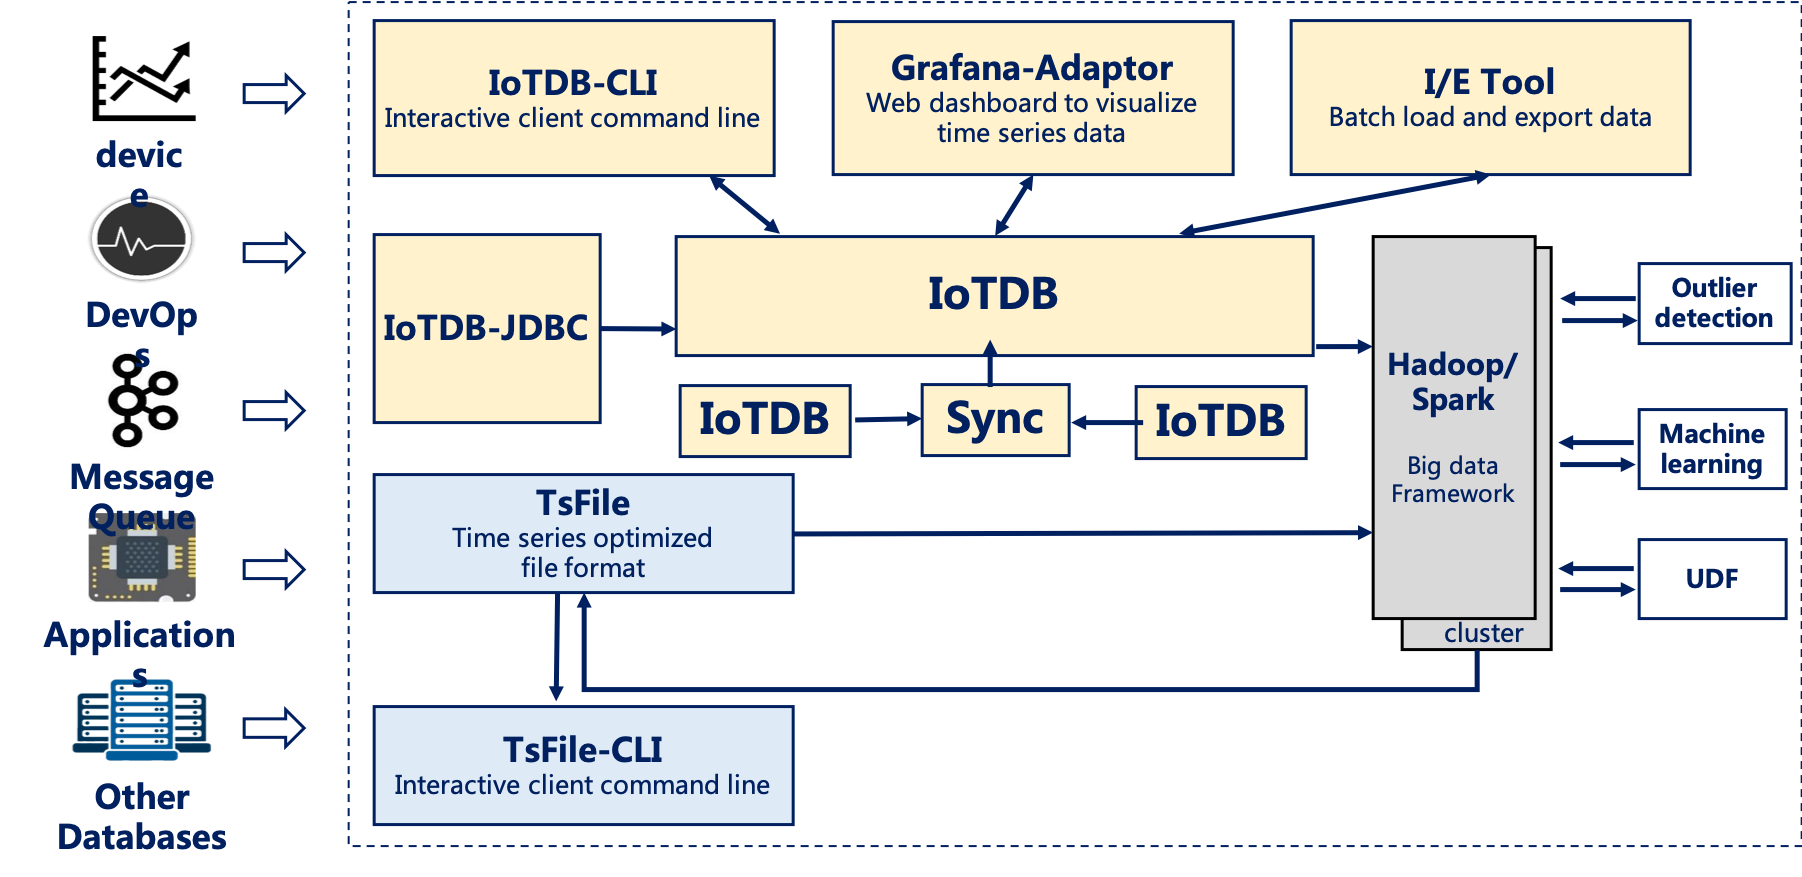 devic
e
DevOp
s
Message
Queue
Application
s
Other
Databases
IoTDB-CLI
Interactive client command line
Grafana-Adaptor
Web dashboard to visualize
time series data
I/E Tool
Batch load and export data
IoTDB-JDBC
IoTDB
IoTDB
Sync
IoTDB
TsFile
Time series optimized
file format
TsFile-CLI
Interactive client command line
Hadoop/
Spark
Big data
Framework
cluster
Outlier
detection
Machine
learning
UDF